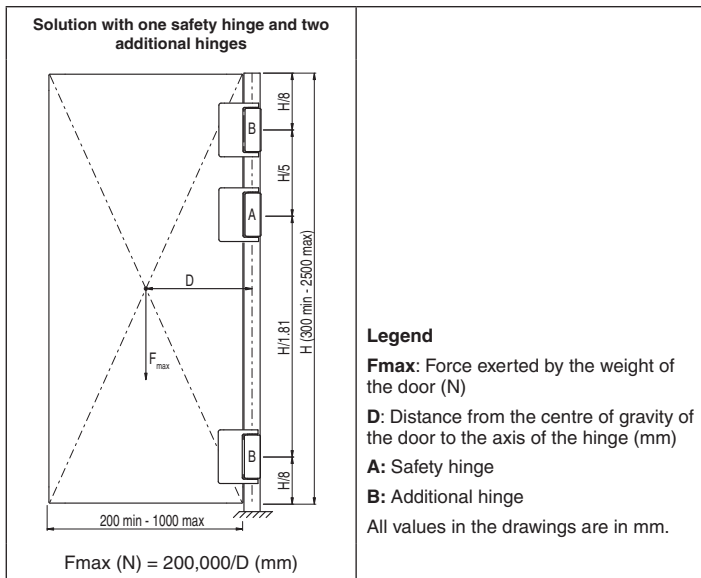 Solution with one safety hinge and two
additional hinges
H/8
B
H/5
A
D
H/1.81
H (300 min - 2500 max)
Fmax
B
H/8
200 min - 1000 max
Fmax (N) = 200,000/D (mm)
Legend
Fmax: Force exerted by the weight of
the door (N)
D: Distance from the centre of gravity of
the door to the axis of the hinge (mm)
A: Safety hinge
B: Additional hinge
All values in the drawings are in mm.